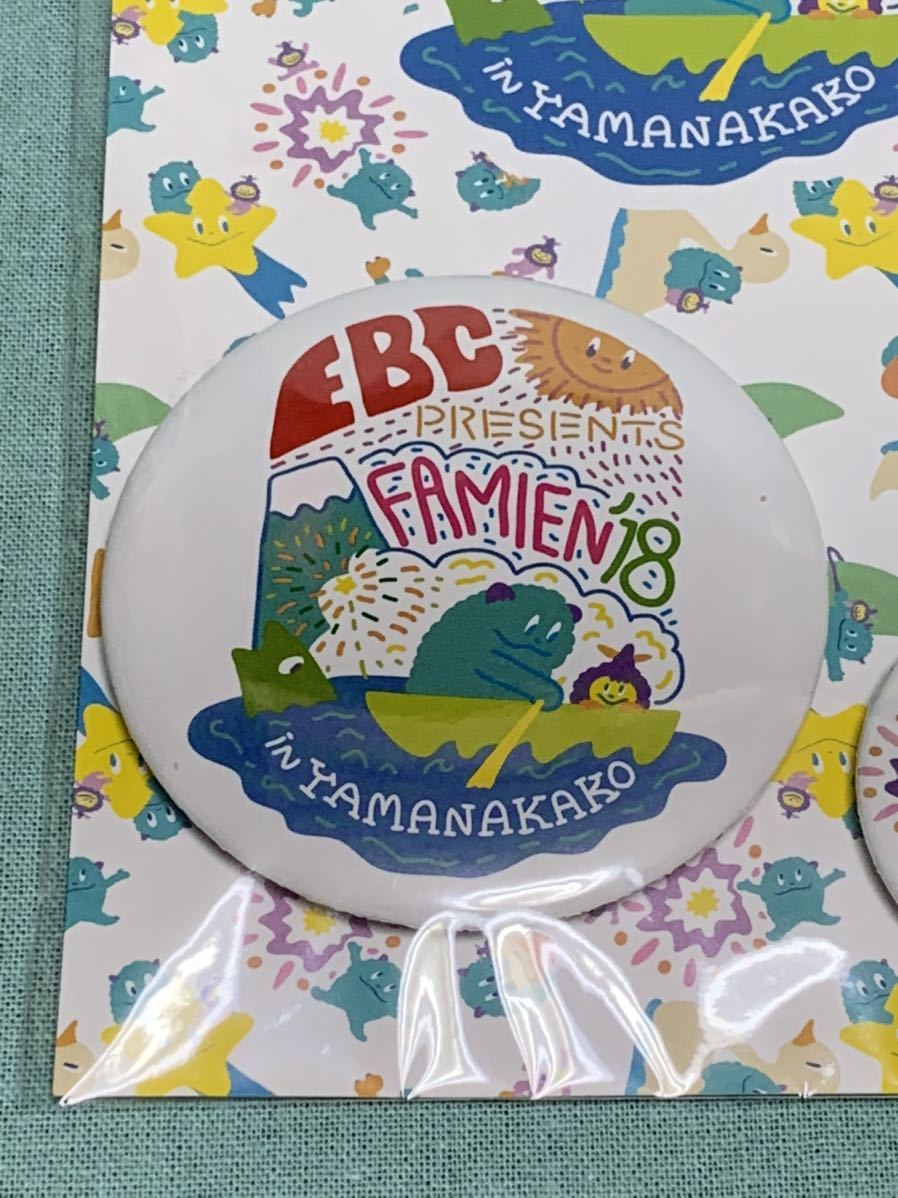 in YAMANAKAKO
EBC
PRESENTS
FAMIEN'18
in YAMANAKAKO